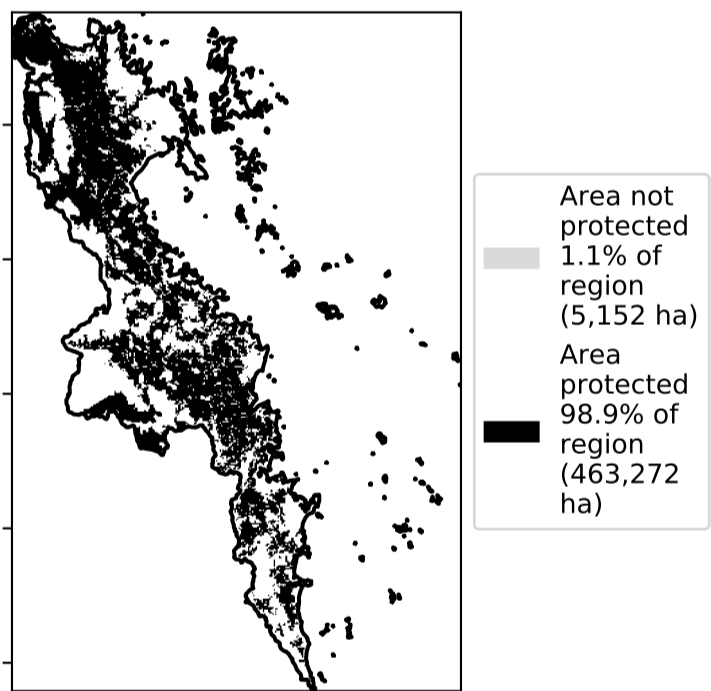 Area not
protected
1.1% of
region
(5,152 ha)
Area
protected
98.9% of
region
(463,272
ha)